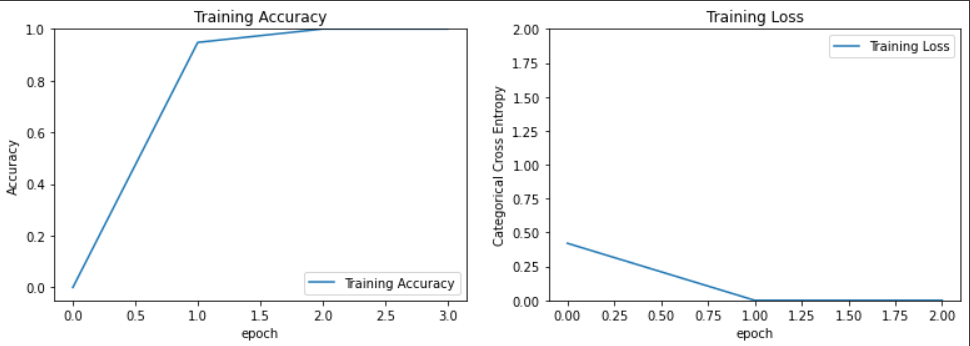 Training Accuracy
1.0
0.8
0.6
0.4
0.2
0.0
Accuracy
Training Accuracy
0.0 0.5 1.0 1.5 2.0 2.5 3.0
epoch
Training Loss
2.00
1.75
1.50
1.25
1.00
0.75
0.50
0.25
0.00
Categorical Cross Entropy
Training Loss
0.00 0.25 0.50 0.75 1.00 1.25 1.50 1.75 2.00
epoch